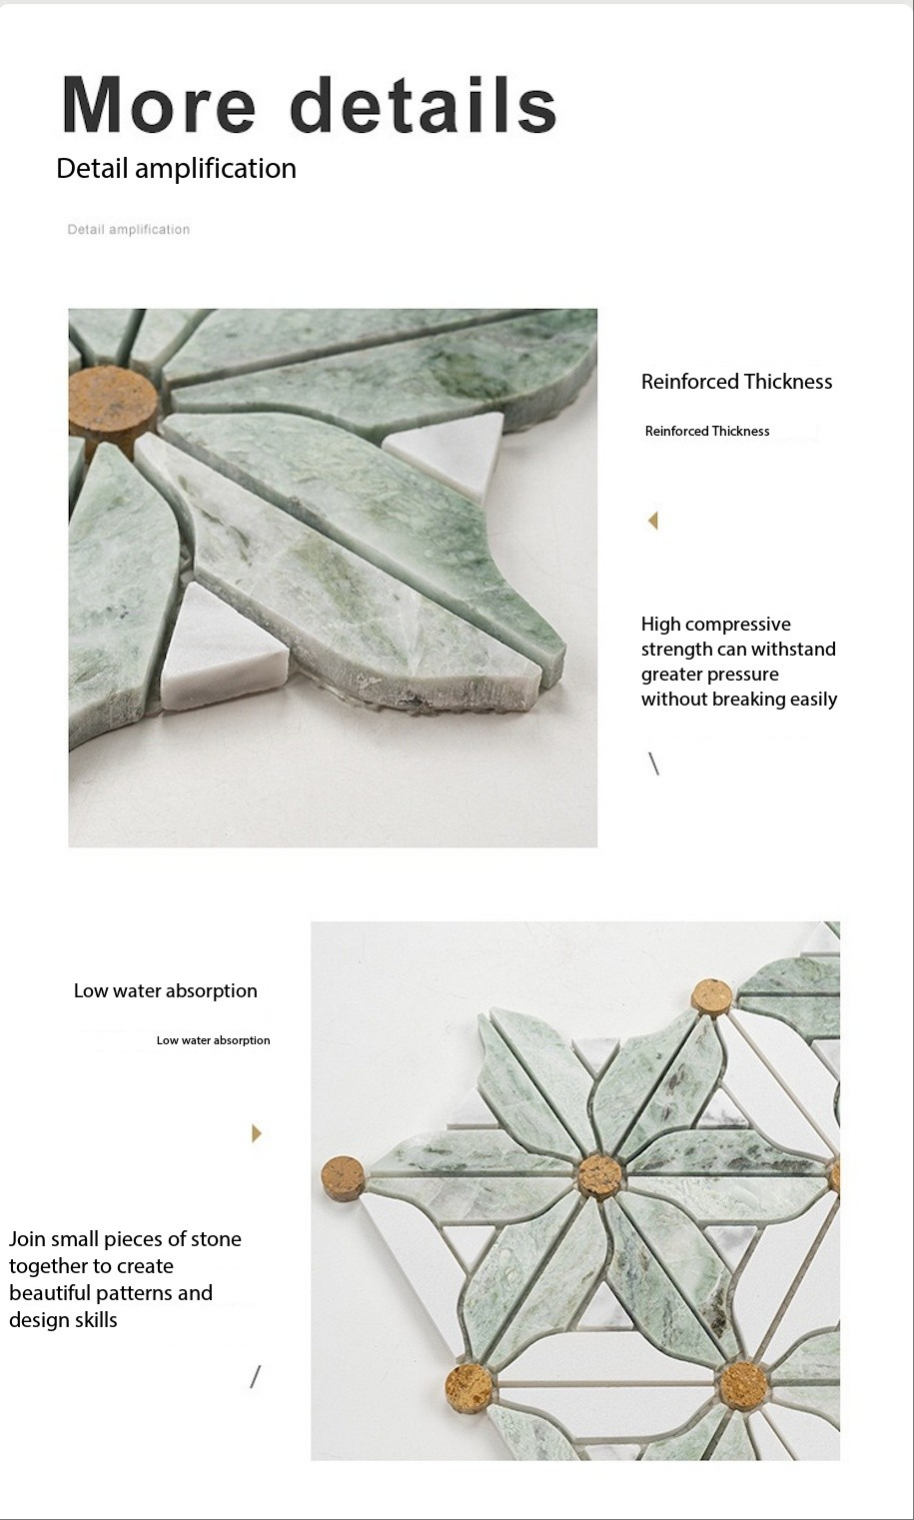 More details
Detail amplification
Detail amplification
Reinforced Thickness
Reinforced Thickness
High compressive
strength can withstand
greater pressure
without breaking easily
\
Low water absorption
Low water absorption
Join small pieces of stone
together to create
beautiful patterns and
design skills
/